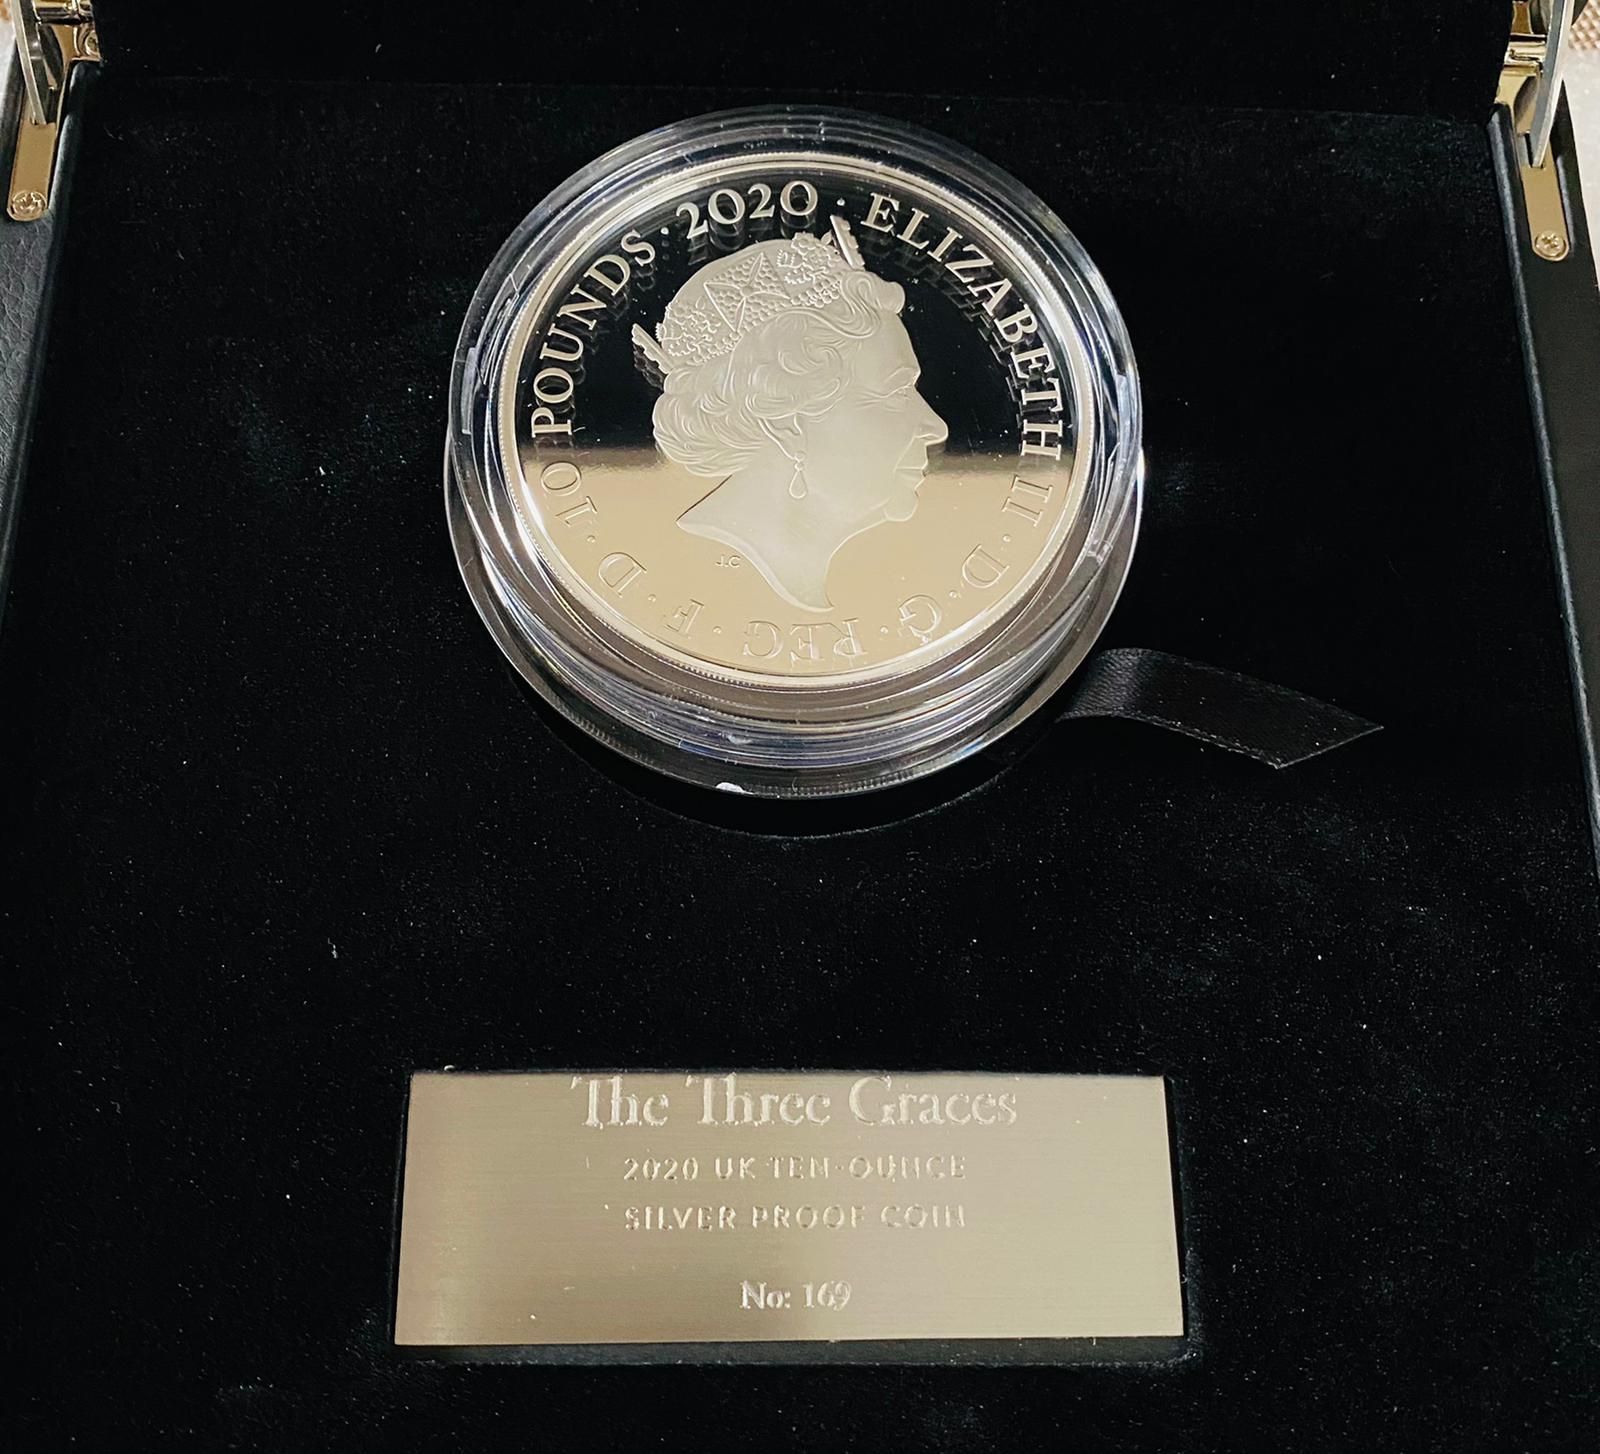 ELIZABETH II · D · G · REG · F · D · 10 POUNDS · 2020 ·
J.C
The Three Graces
2020 UK TEN-OUNCE
SILVER PROOF COIN
No: 169